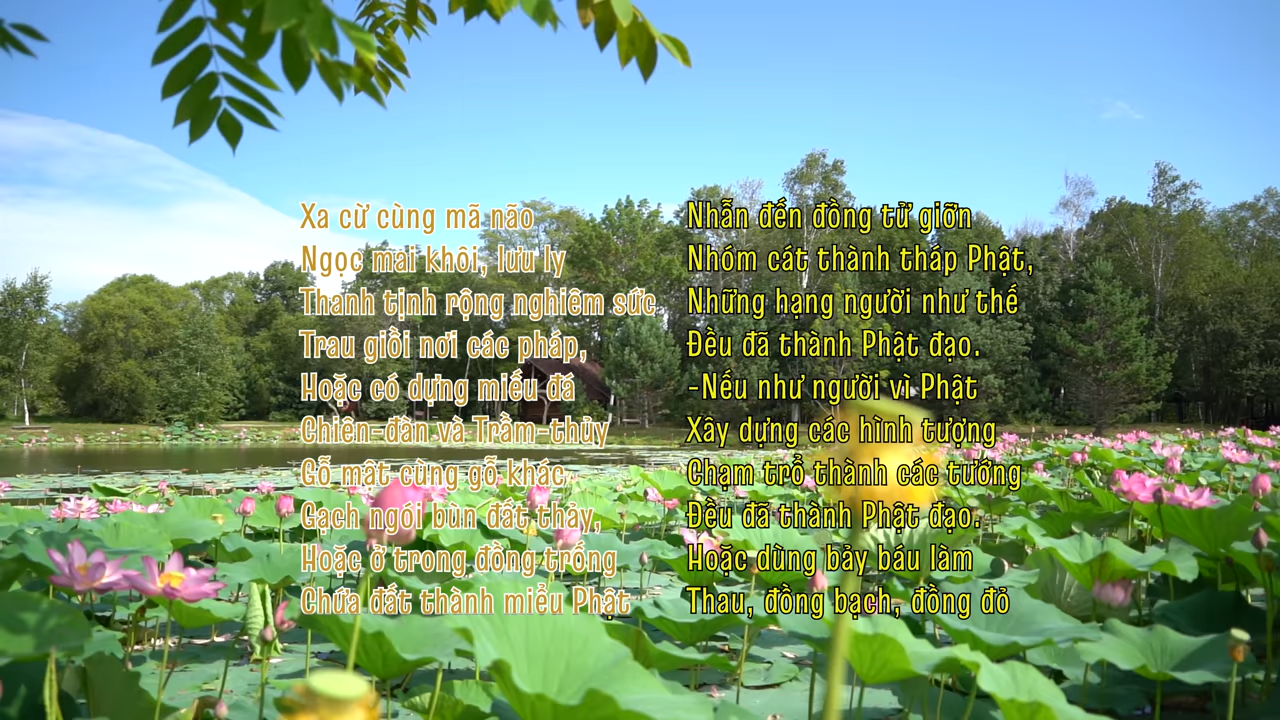 Xa cừ cùng mã não
Ngọc mai khôi, lưu ly
Thanh tịnh rộng nghiêm sức
Trau giồi nơi các pháp,
Hoặc có dựng miếu đá
Chiên-đàn và Trầm-thủy
Gỗ mật cùng gỗ khác
Gạch ngói bùn đất thảy,
Hoặc ở trong đồng trống
Chứa đất thành miểu Phật
Nhẫn đến đồng tử giỡn
Nhóm cát thành tháp Phật,
Những hạng người như thế
Đều đã thành Phật đạo.
-Nếu như người vì Phật
Xây dựng các hình tượng
Chạm trổ thành các tướng
Đều đã thành Phật đạo.
Hoặc dùng bảy báu làm
Thau, đồng bạch, đồng đỏ